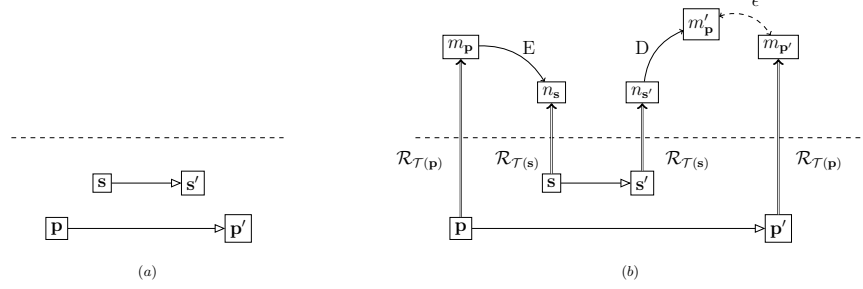 ϵ
m′ₚ
mₚ E D mₚ′
nₛ nₛ′
𝓡𝒯(𝐩) 𝓡𝒯(𝐬) 𝓡𝒯(𝐬) 𝓡𝒯(𝐩)
s s′ s s′
p p′ p p′
(a) (b)